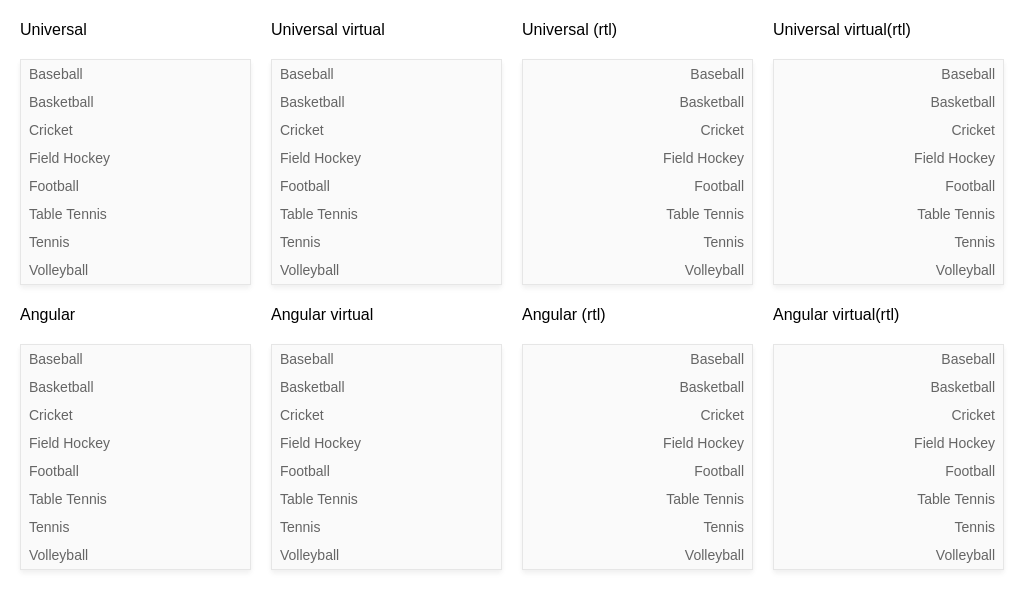 Universal
Baseball
Basketball
Cricket
Field Hockey
Football
Table Tennis
Tennis
Volleyball
Universal virtual
Baseball
Basketball
Cricket
Field Hockey
Football
Table Tennis
Tennis
Volleyball
Universal (rtl)
Baseball
Basketball
Cricket
Field Hockey
Football
Table Tennis
Tennis
Volleyball
Universal virtual(rtl)
Baseball
Basketball
Cricket
Field Hockey
Football
Table Tennis
Tennis
Volleyball
Angular
Baseball
Basketball
Cricket
Field Hockey
Football
Table Tennis
Tennis
Volleyball
Angular virtual
Baseball
Basketball
Cricket
Field Hockey
Football
Table Tennis
Tennis
Volleyball
Angular (rtl)
Baseball
Basketball
Cricket
Field Hockey
Football
Table Tennis
Tennis
Volleyball
Angular virtual(rtl)
Baseball
Basketball
Cricket
Field Hockey
Football
Table Tennis
Tennis
Volleyball